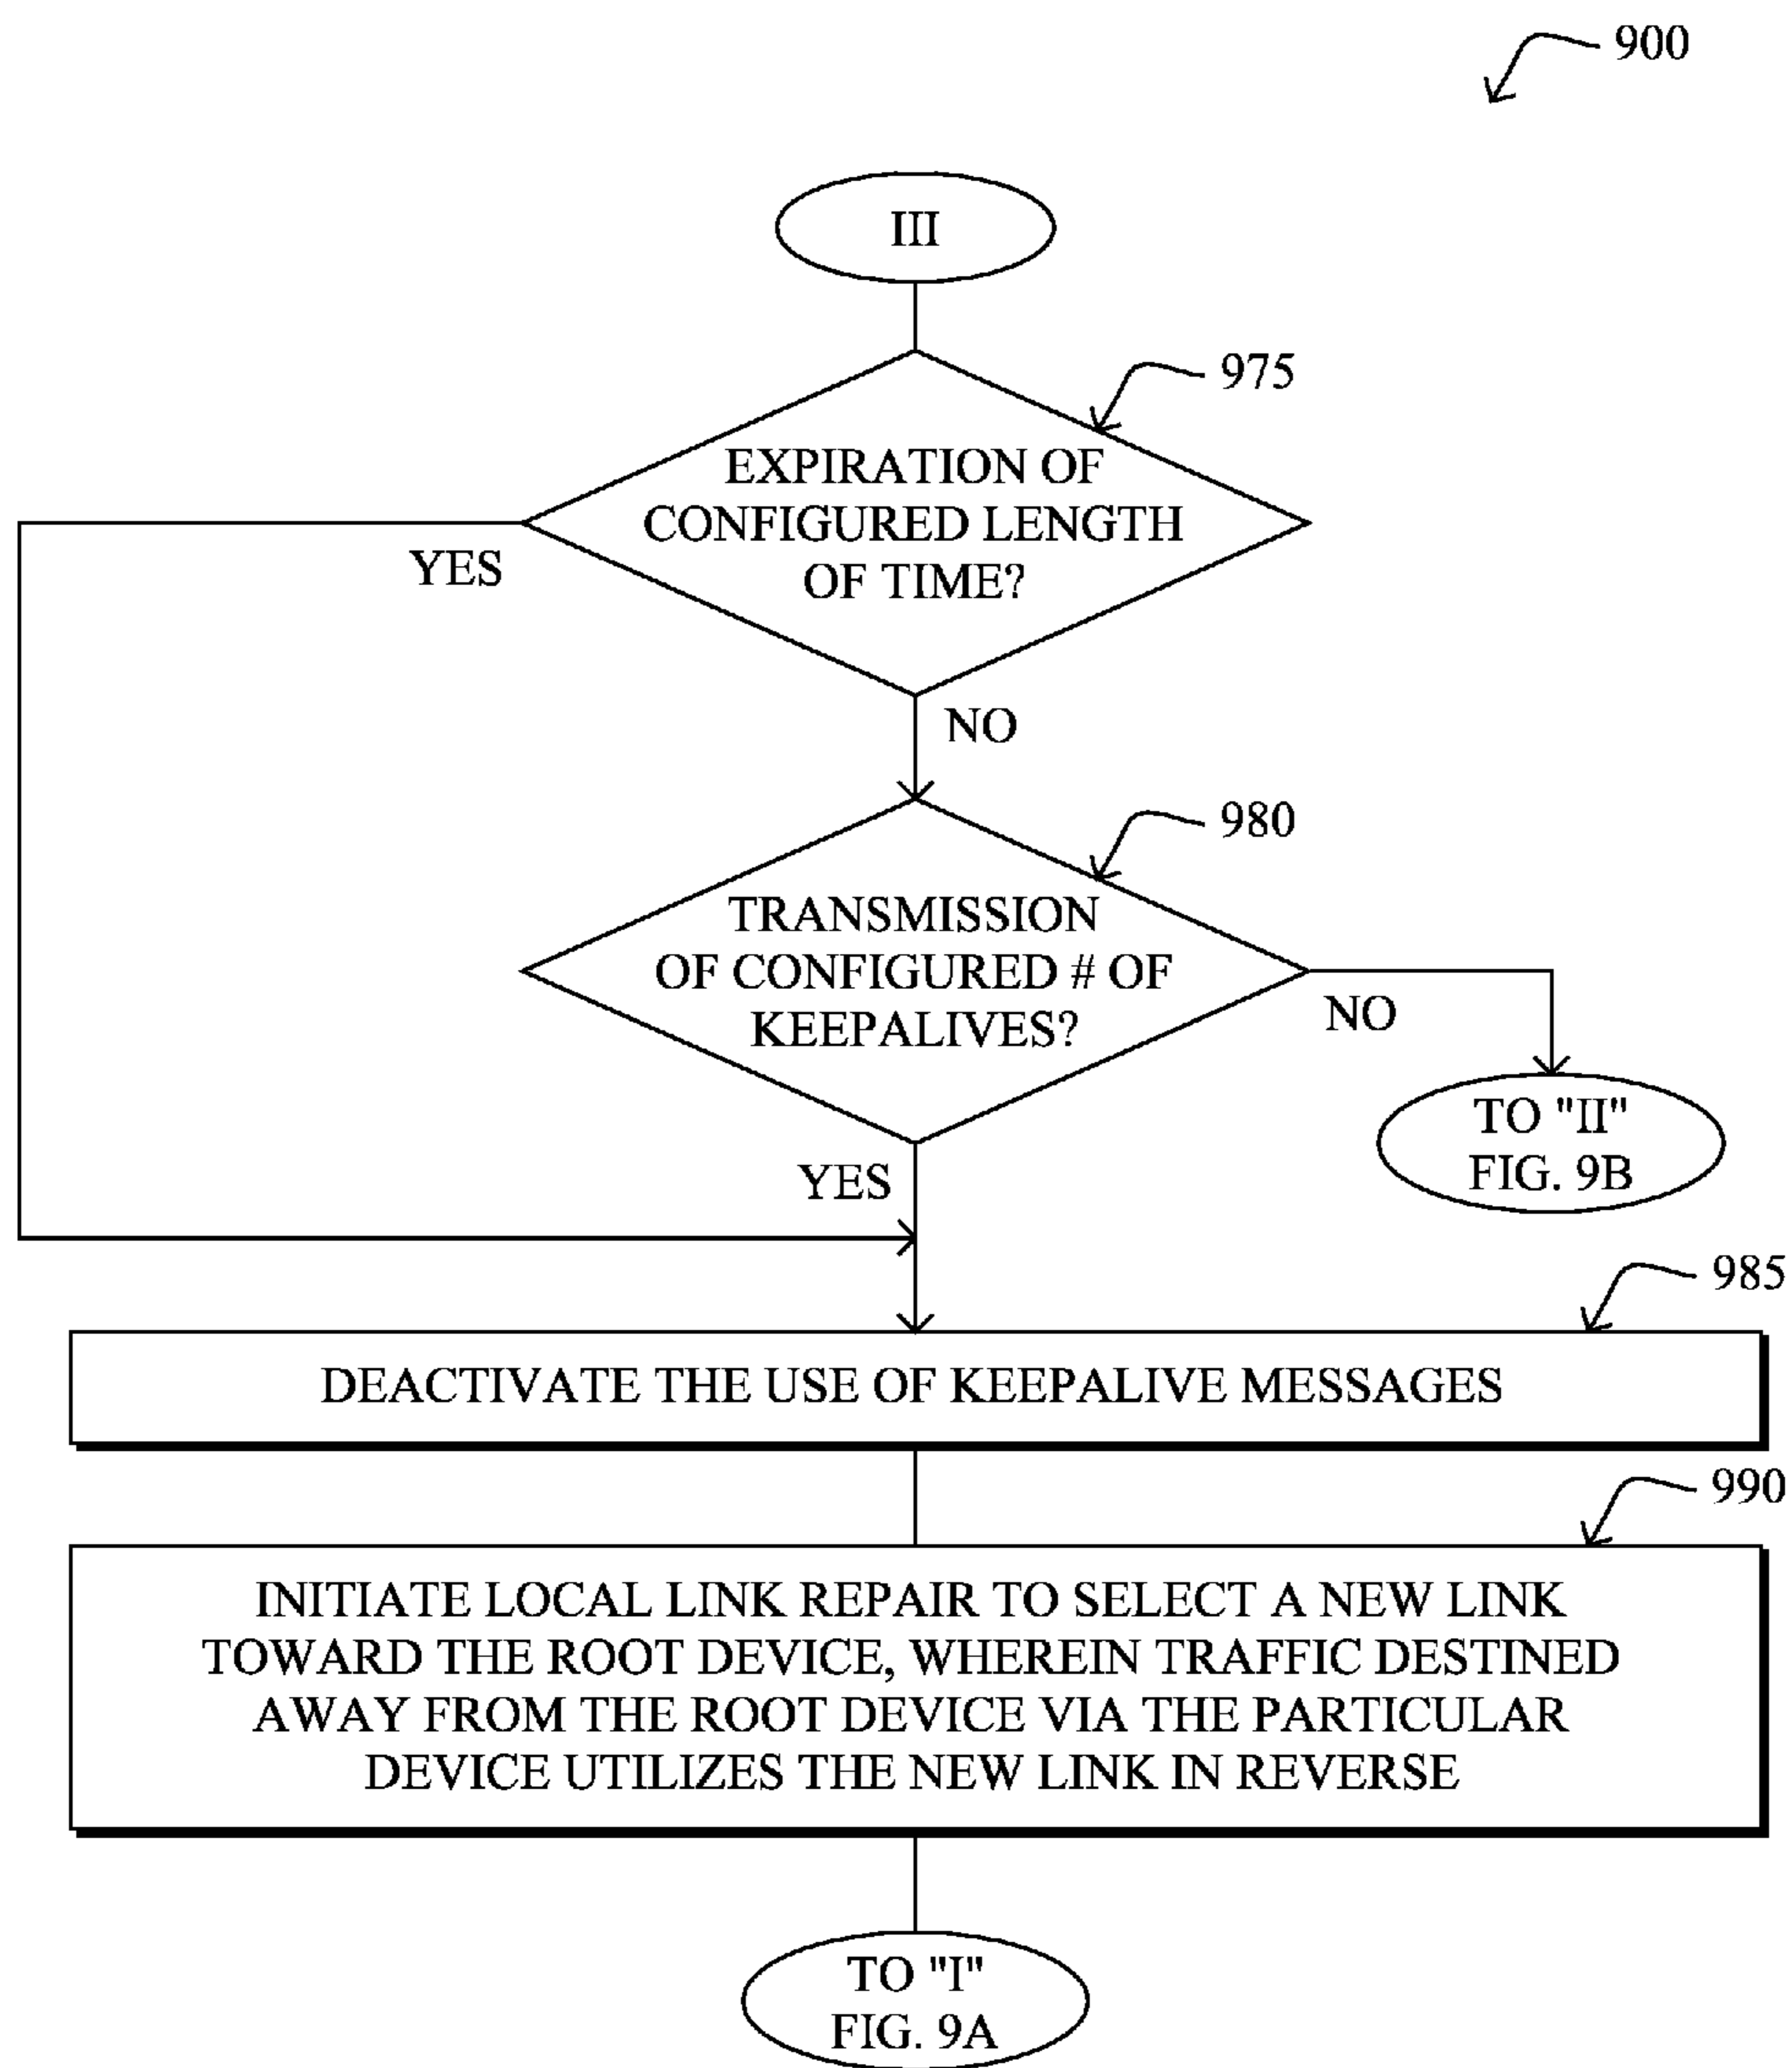 900
III
975
EXPIRATION OF
CONFIGURED LENGTH
OF TIME?
YES
NO
980
TRANSMISSION
OF CONFIGURED # OF
KEEPALIVES?
NO
TO "II"
FIG. 9B
YES
985
DEACTIVATE THE USE OF KEEPALIVE MESSAGES
990
INITIATE LOCAL LINK REPAIR TO SELECT A NEW LINK
TOWARD THE ROOT DEVICE, WHEREIN TRAFFIC DESTINED
AWAY FROM THE ROOT DEVICE VIA THE PARTICULAR
DEVICE UTILIZES THE NEW LINK IN REVERSE
TO "I"
FIG. 9A